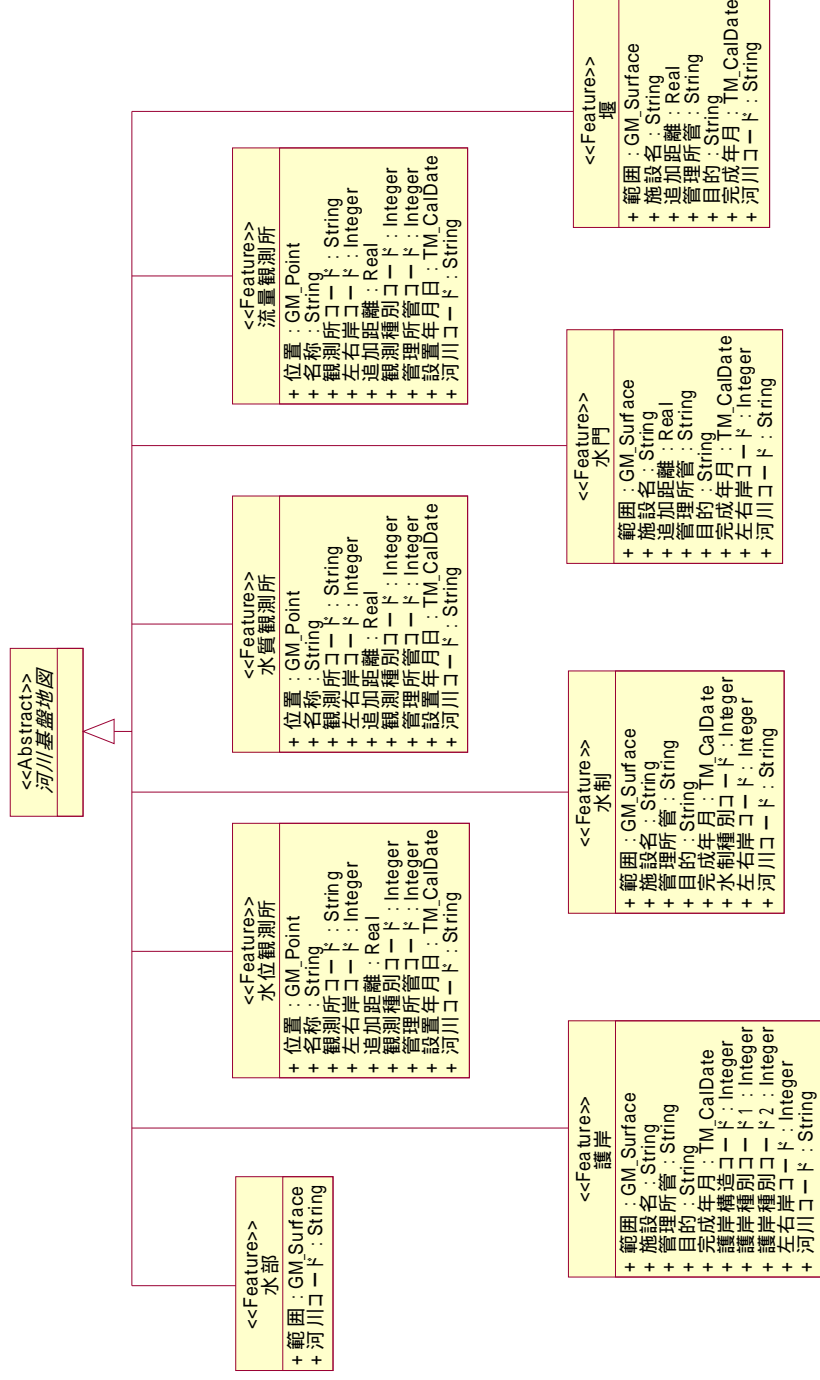 <<Abstract>>
河川基盤地図
<<Feature>>
水部
+ 範囲 : GM_Surface
+ 河川コード : String
<<Feature>>
水位観測所
+ 位置 : GM_Point
+ 名称 : String
+ 観測所コード : String
+ 左右岸コード : Integer
+ 追加距離 : Real
+ 観測種別コード : Integer
+ 管理所管コード : Integer
+ 設置年月日 : TM_CalDate
+ 河川コード : String
<<Feature>>
水質観測所
+ 位置 : GM_Point
+ 名称 : String
+ 観測所コード : String
+ 左右岸コード : Integer
+ 追加距離 : Real
+ 観測種別コード : Integer
+ 管理所管コード : Integer
+ 設置年月日 : TM_CalDate
+ 河川コード : String
<<Feature>>
流量観測所
+ 位置 : GM_Point
+ 名称 : String
+ 観測所コード : String
+ 左右岸コード : Integer
+ 追加距離 : Real
+ 観測種別コード : Integer
+ 管理所管コード : Integer
+ 設置年月日 : TM_CalDate
+ 河川コード : String
<<Feature>>
護岸
+ 範囲 : GM_Surface
+ 施設名 : String
+ 管理所管 : String
+ 目的 : String
+ 完成年月 : TM_CalDate
+ 護岸構造コード : Integer
+ 護岸種別コード1 : Integer
+ 護岸種別コード2 : Integer
+ 左右岸コード : Integer
+ 河川コード : String
<<Feature>>
水制
+ 範囲 : GM_Surface
+ 施設名 : String
+ 管理所管 : String
+ 目的 : String
+ 完成年月 : TM_CalDate
+ 水制種別コード : Integer
+ 左右岸コード : Integer
+ 河川コード : String
<<Feature>>
水門
+ 範囲 : GM_Surface
+ 施設名 : String
+ 追加距離 : Real
+ 管理所管 : String
+ 目的 : String
+ 完成年月 : TM_CalDate
+ 左右岸コード : Integer
+ 河川コード : String
<<Feature>>
堰
+ 範囲 : GM_Surface
+ 施設名 : String
+ 追加距離 : Real
+ 管理所管 : String
+ 目的 : String
+ 完成年月 : TM_CalDate
+ 河川コード : String